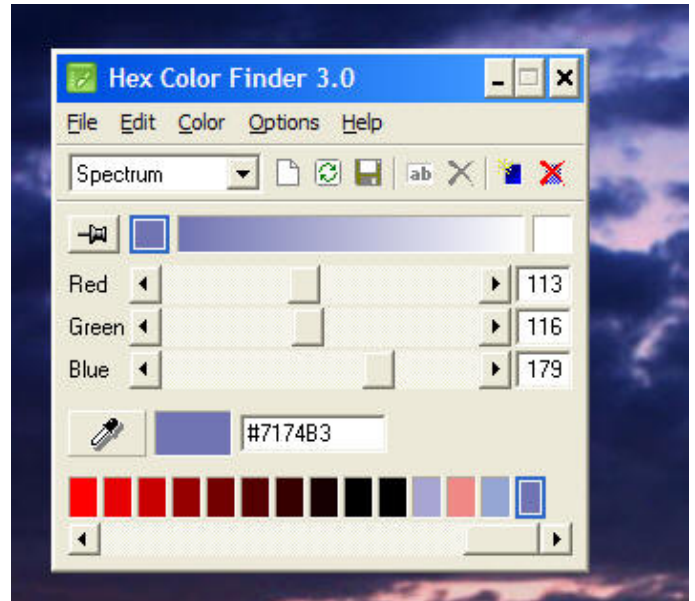 Hex Color Finder 3.0
File Edit Color Options Help
Spectrum ab
Red 113
Green 116
Blue 179
#7174B3